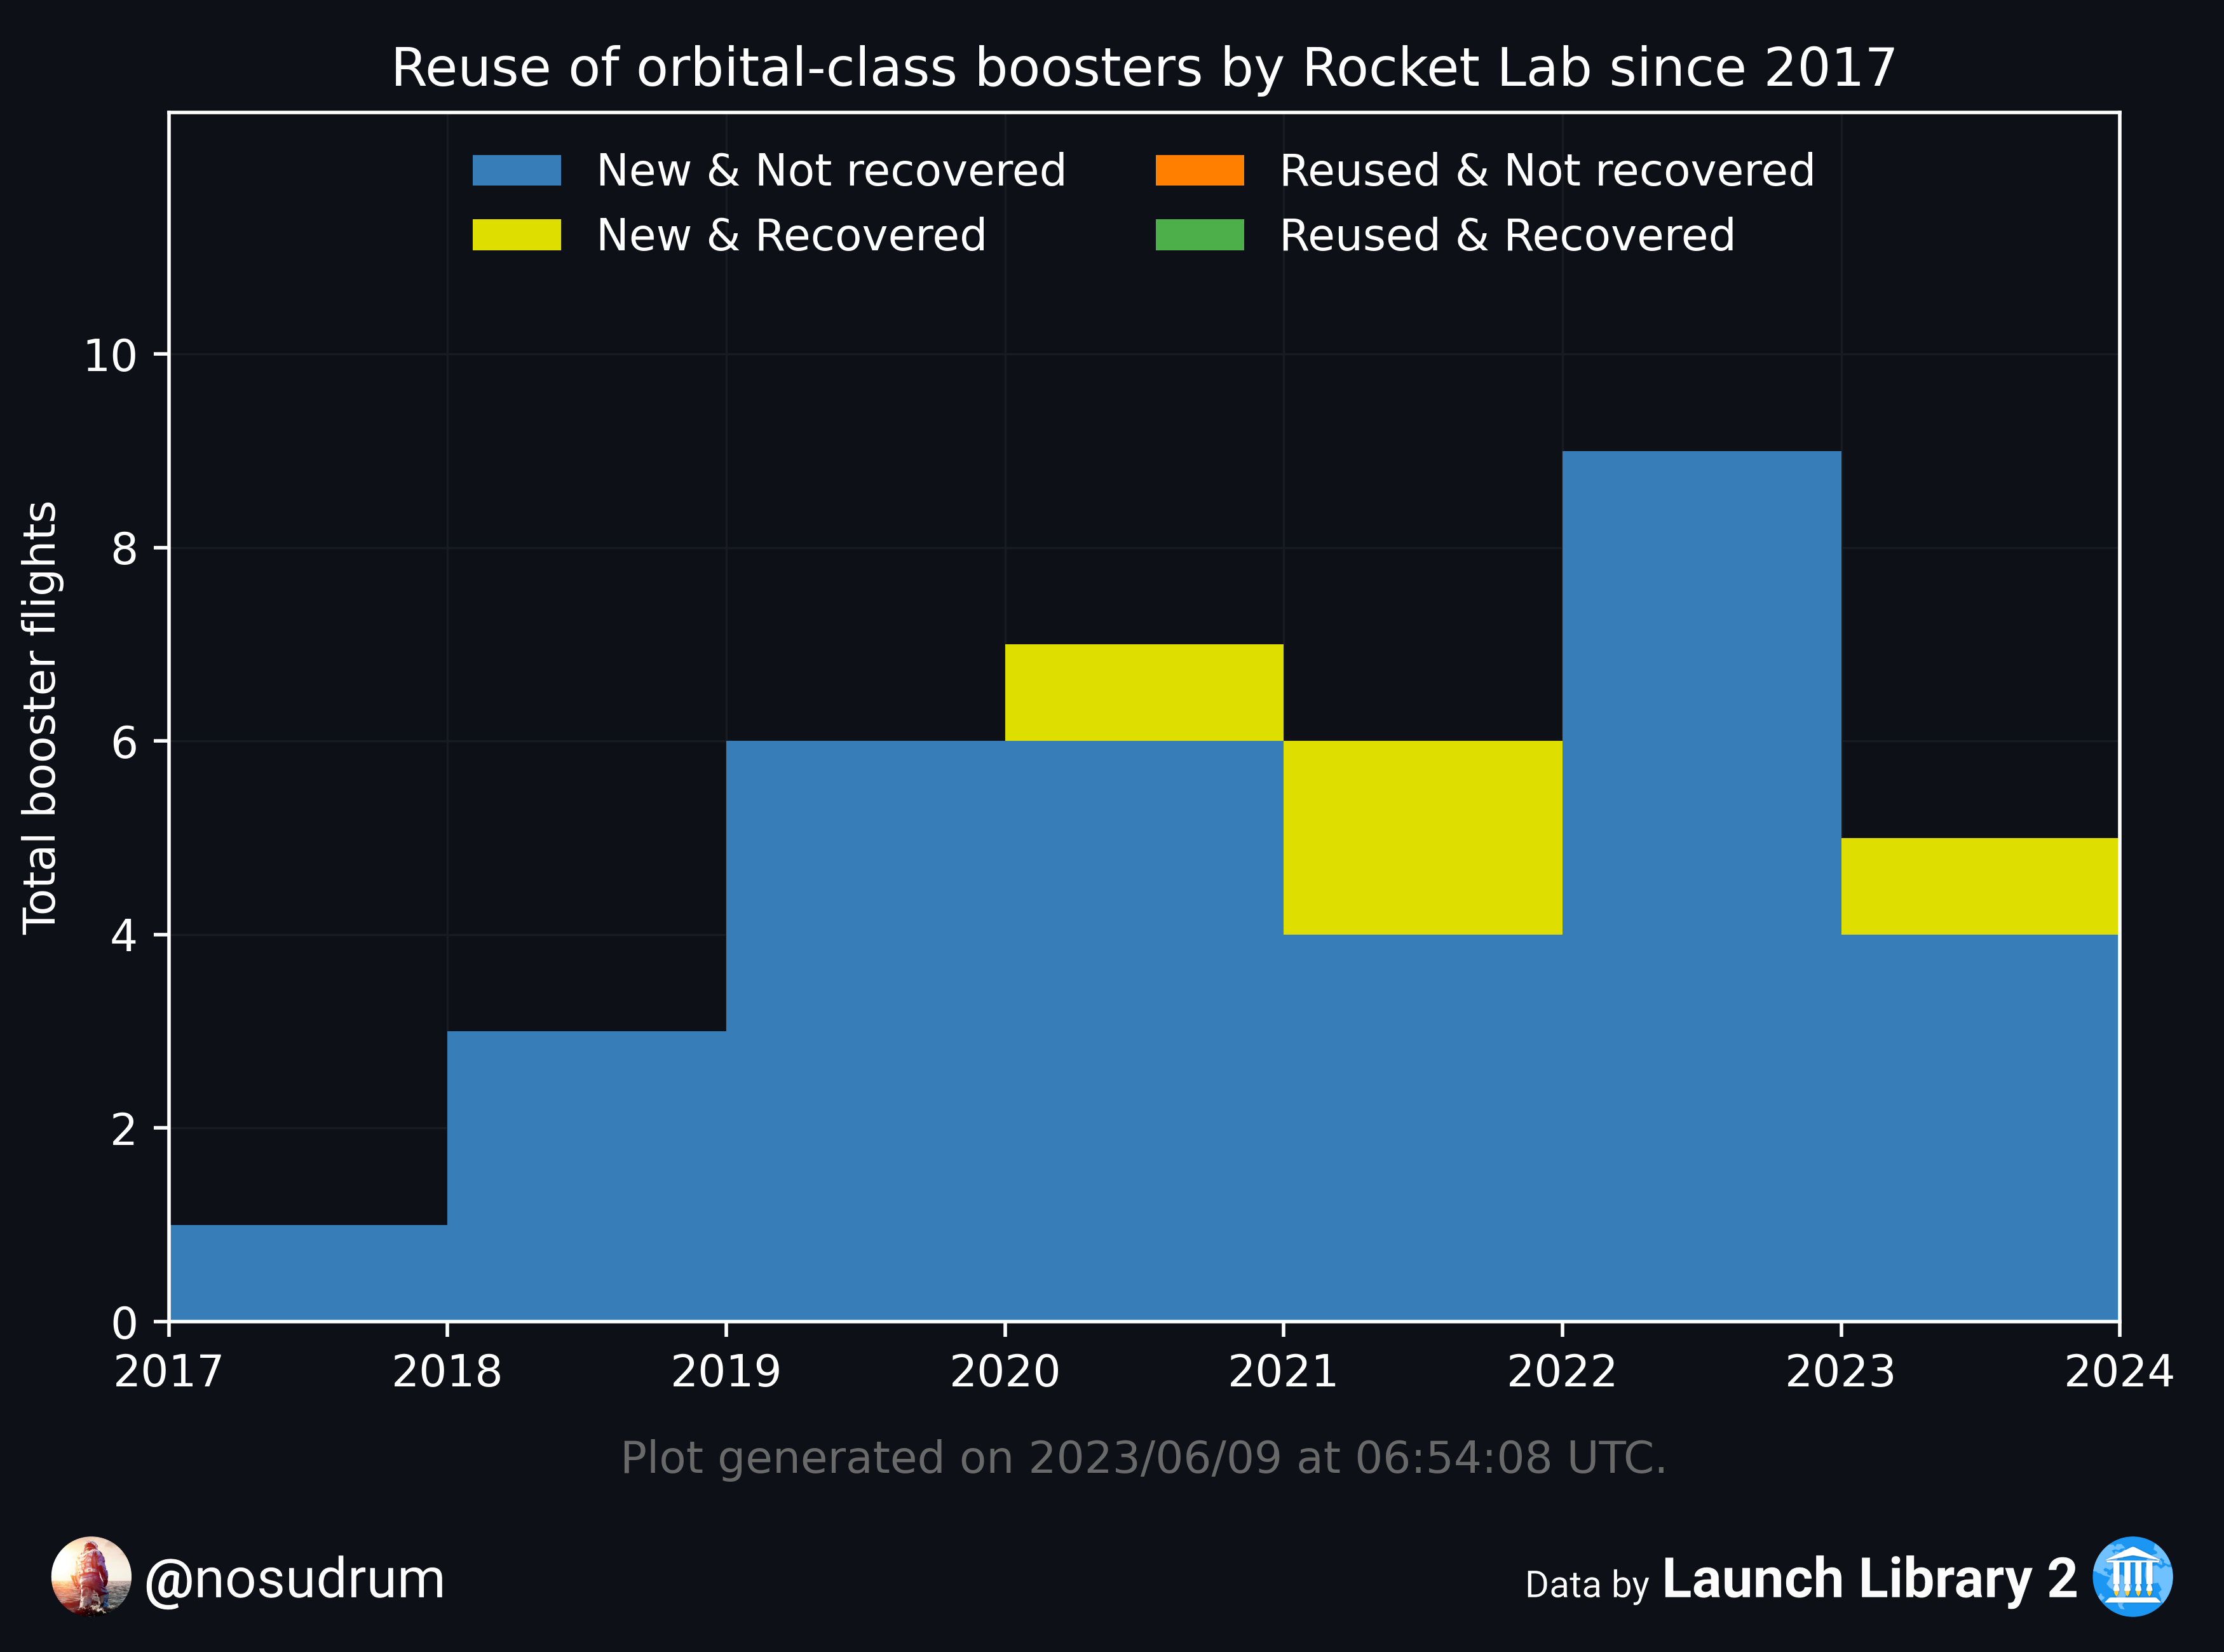 Reuse of orbital-class boosters by Rocket Lab since 2017
New & Not recovered
New & Recovered
Reused & Not recovered
Reused & Recovered
Total booster flights
10
8
6
4
2
0
2017 2018 2019 2020 2021 2022 2023 2024
Plot generated on 2023/06/09 at 06:54:08 UTC.
@nosudrum
Data by Launch Library 2